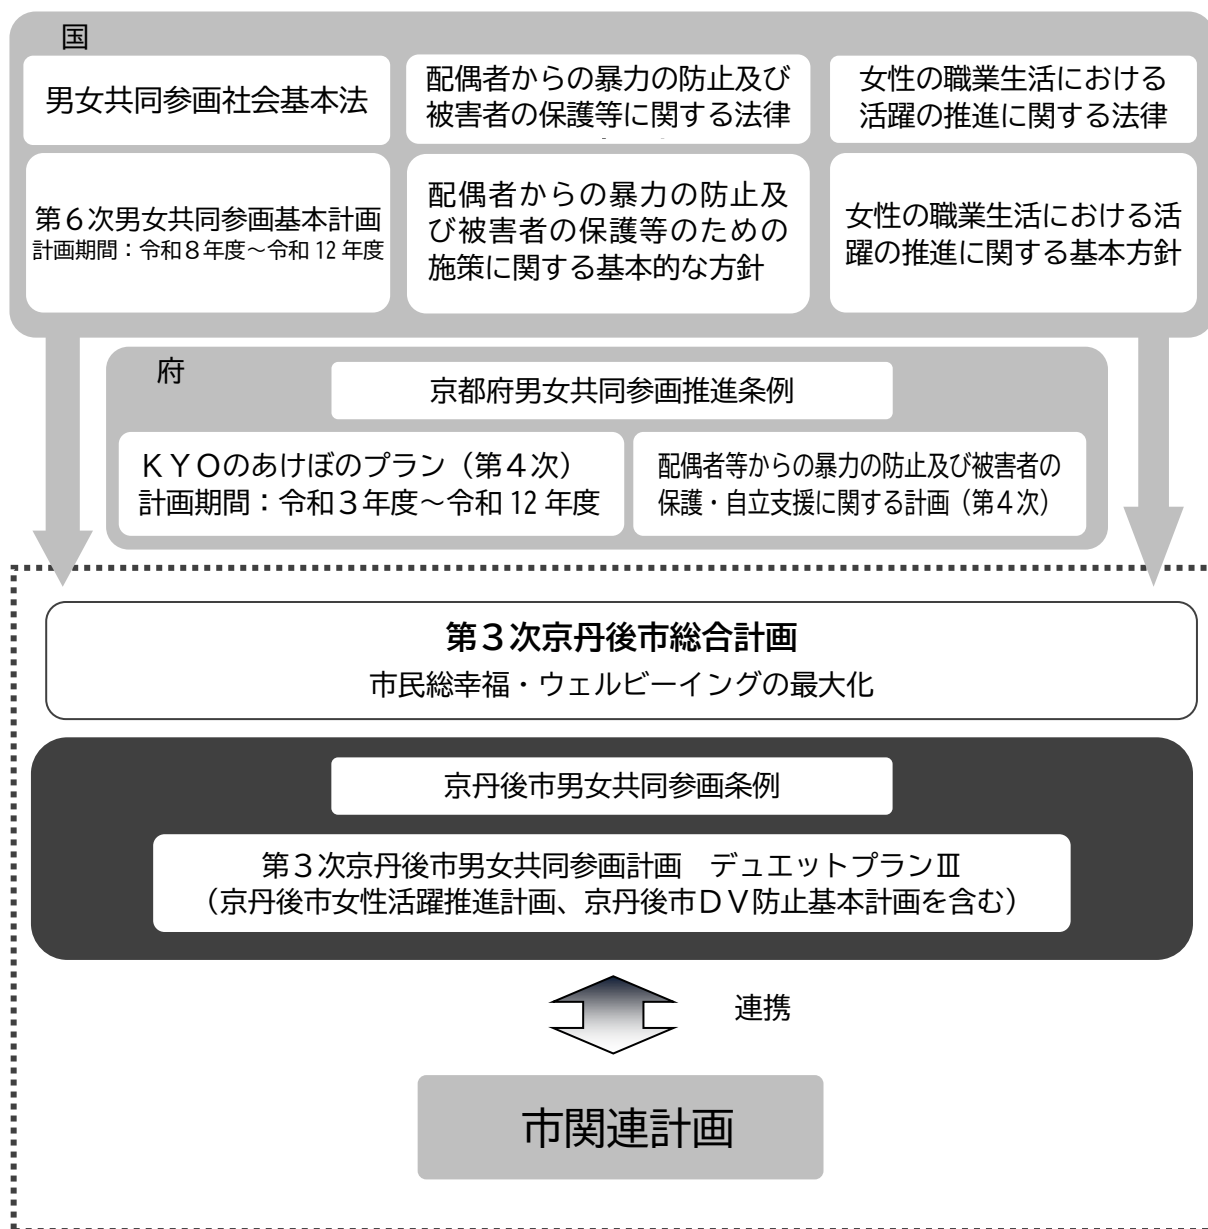 国
男女共同参画社会基本法
配偶者からの暴力の防止及び
被害者の保護等に関する法律
女性の職業生活における
活躍の推進に関する法律
第６次男女共同参画基本計画
計画期間：令和８年度～令和 12 年度
配偶者からの暴力の防止及
び被害者の保護等のための
施策に関する基本的な方針
女性の職業生活における活
躍の推進に関する基本方針
府
京都府男女共同参画推進条例
ＫＹＯのあけぼのプラン（第４次）
計画期間：令和３年度～令和 12 年度
配偶者等からの暴力の防止及び被害者の
保護・自立支援に関する計画（第４次）
第３次京丹後市総合計画
市民総幸福・ウェルビーイングの最大化
京丹後市男女共同参画条例
第３次京丹後市男女共同参画計画　デュエットプランⅢ
（京丹後市女性活躍推進計画、京丹後市ＤＶ防止基本計画を含む）
連携
市関連計画